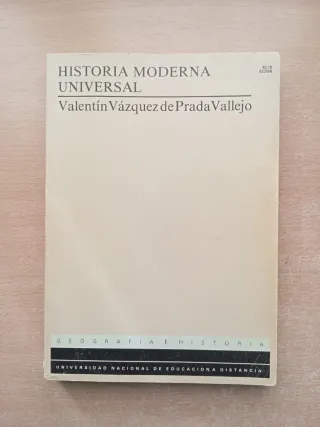 HISTORIA MODERNA
UNIVERSAL
Valentín Vázquez de Prada Vallejo
GEOGRAFIA E HISTORIA
UNIVERSIDAD NACIONAL DE EDUCACION A DISTANCIA